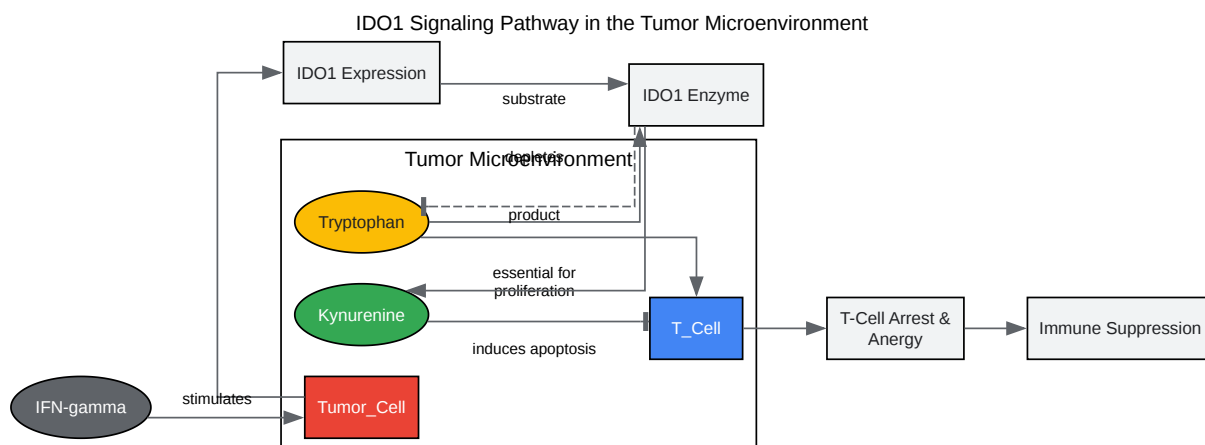 IDO1 Signaling Pathway in the Tumor Microenvironment
IDO1 Expression
substrate
IDO1 Enzyme
depletes
Tumor Microenvironment
Tryptophan
product
essential for
proliferation
Kynurenine
T_Cell
T-Cell Arrest &
Anergy
Immune Suppression
induces apoptosis
IFN-gamma
stimulates
Tumor_Cell